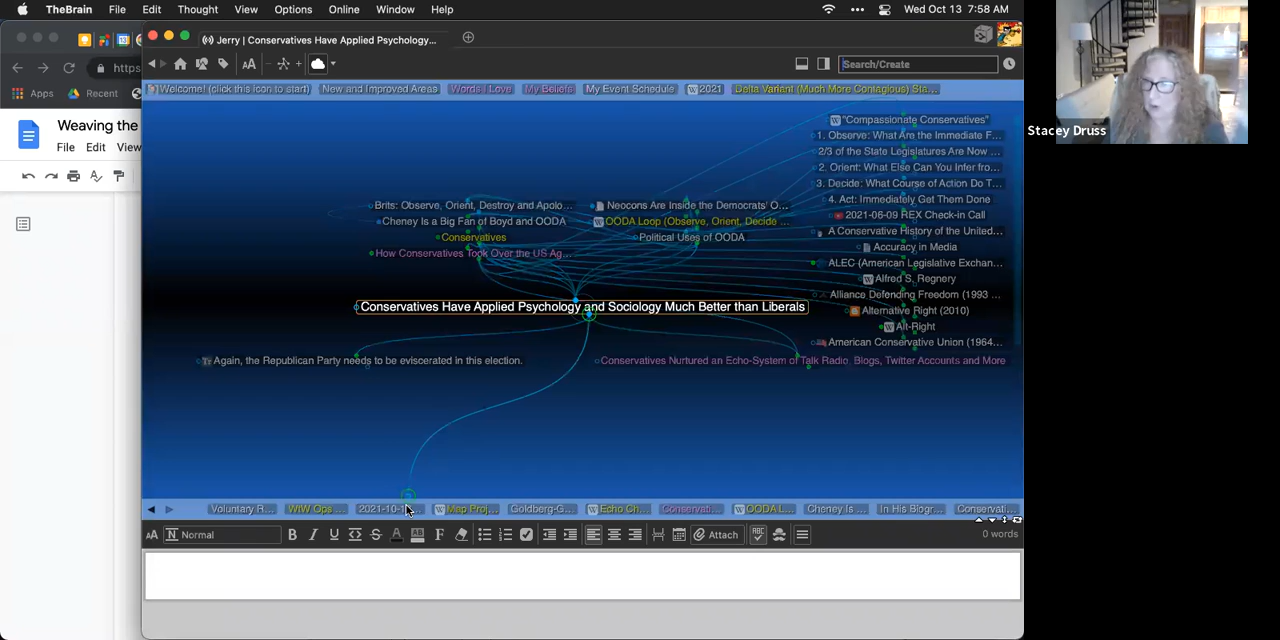 TheBrain File Edit Thought View Options Online Window Help Wed Oct 13 7:58 AM
Jerry | Conservatives Have Applied Psychology...
https
AA Search/Create
Apps Recent
Welcome! (click this icon to start) New and Improved Areas Words I Love My Beliefs My Event Schedule 2021 Delta Variant (Much More Contagious) Sta...
Weaving the
File Edit View
"Compassionate Conservatives"
1. Observe: What Are the Immediate F...
2/3 of the State Legislatures Are Now ...
2. Orient: What Else Can You Infer fro...
3. Decide: What Course of Action Do T...
4. Act: Immediately Get Them Done
2021-06-09 REX Check-in Call
A Conservative History of the United...
Accuracy in Media
ALEC (American Legislative Exchan...
Alfred S. Regnery
Alliance Defending Freedom (1993 ...
Alternative Right (2010)
Alt-Right
American Conservative Union (1964...
Brits: Observe, Orient, Destroy and Apolo... Neocons Are Inside the Democrats' O...
Cheney Is a Big Fan of Boyd and OODA OODA Loop (Observe, Orient, Decide ...
Conservatives Political Uses of OODA
How Conservatives Took Over the US Ag...
Conservatives Have Applied Psychology and Sociology Much Better than Liberals
Again, the Republican Party needs to be eviscerated in this election. Conservatives Nurtured an Echo-System of Talk Radio, Blogs, Twitter Accounts and More
Voluntary R... WtW Ops ... 2021-10-1 Map Proj... Goldberg-G... Echo Ch... Conservati... OODA L... Cheney Is ... In His Biogr... Conservati...
AA N Normal B I U S A AB F Attach ABC 0 words
Stacey Druss